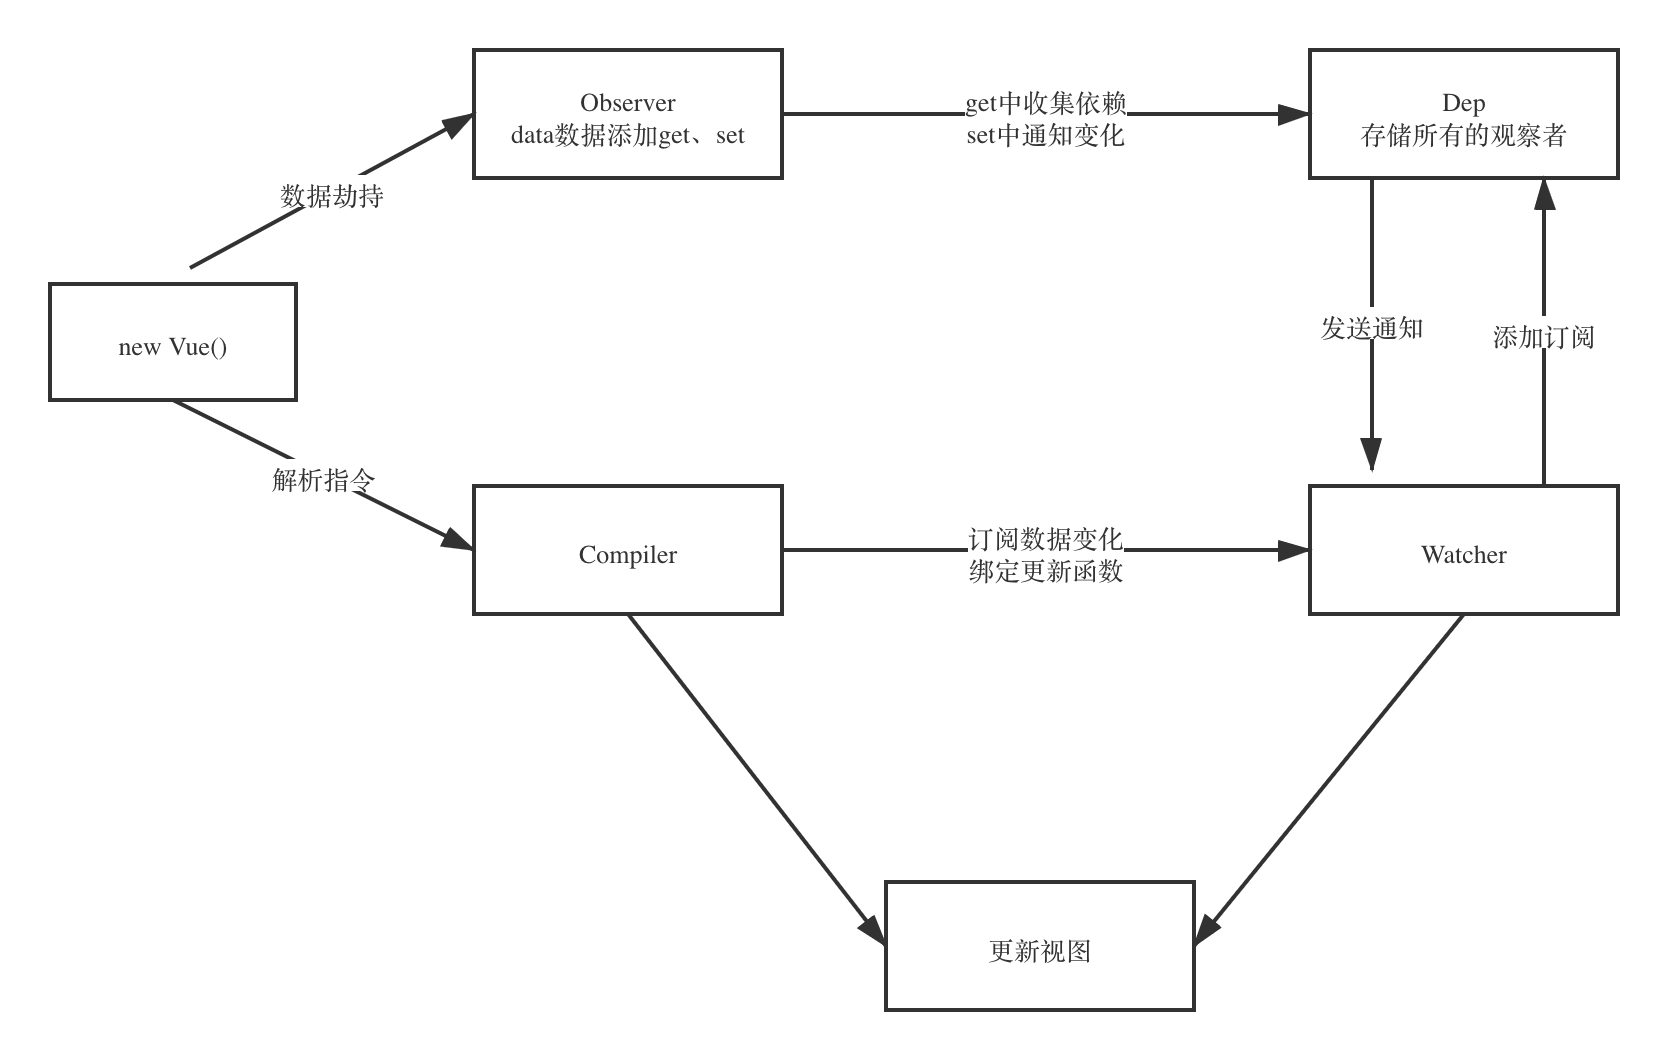 Observer
data数据添加get、set
get中收集依赖
set中通知变化
Dep
存储所有的观察者
数据劫持
new Vue()
发送通知
添加订阅
解析指令
Compiler
订阅数据变化
绑定更新函数
Watcher
更新视图